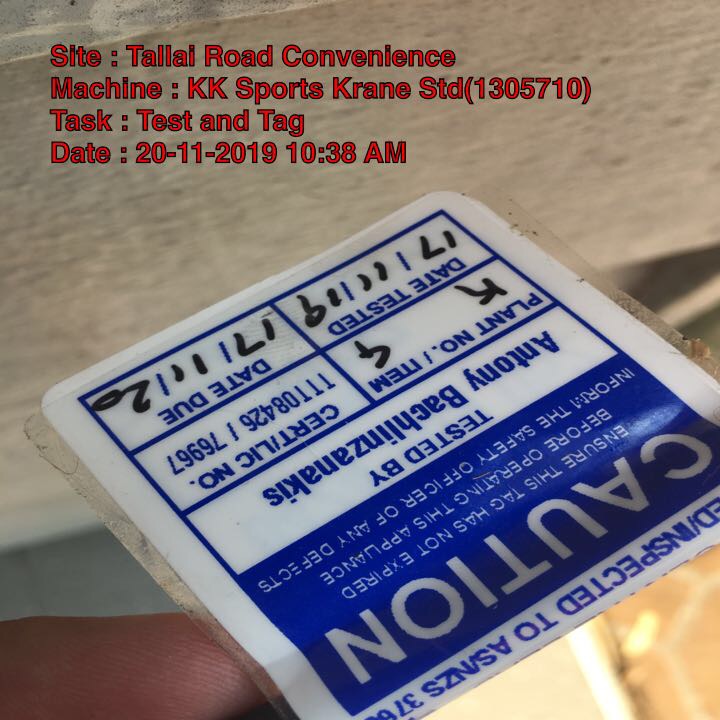 Site : Tallai Road Convenience
Machine : KK Sports Krane Std(1305710)
Task : Test and Tag
Date : 20-11-2019 10:38 AM
ED/INSPECTED TO AS/NZS 3760
CAUTION
ENSURE THIS TAG HAS NOT EXPIRED
BEFORE OPERATING THIS APPLIANCE
INFORM THE SAFETY OFFICER OF ANY DEFECTS
TESTED BY
Antony Bachlinzanakis
PLANT NO./ITEM CERT/LIC NO.
K 4 TTT08426 / 76967
DATE TESTED DATE DUE
17/11/19 17/11/20